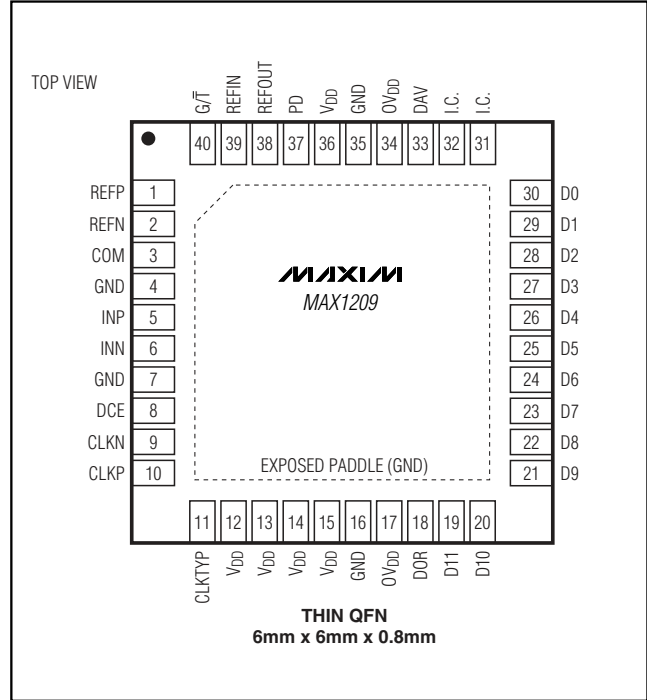 TOP VIEW
G/T̅
REFIN
REFOUT
PD
VDD
GND
OVDD
DAV
I.C.
I.C.
40 39 38 37 36 35 34 33 32 31
REFP 1
REFN 2
COM 3
GND 4
INP 5
INN 6
GND 7
DCE 8
CLKN 9
CLKP 10
30 D0
29 D1
28 D2
27 D3
26 D4
25 D5
24 D6
23 D7
22 D8
21 D9
MAXIM
MAX1209
EXPOSED PADDLE (GND)
11 12 13 14 15 16 17 18 19 20
CLKTYP
VDD
VDD
VDD
VDD
GND
OVDD
DOR
D11
D10
THIN QFN
6mm x 6mm x 0.8mm